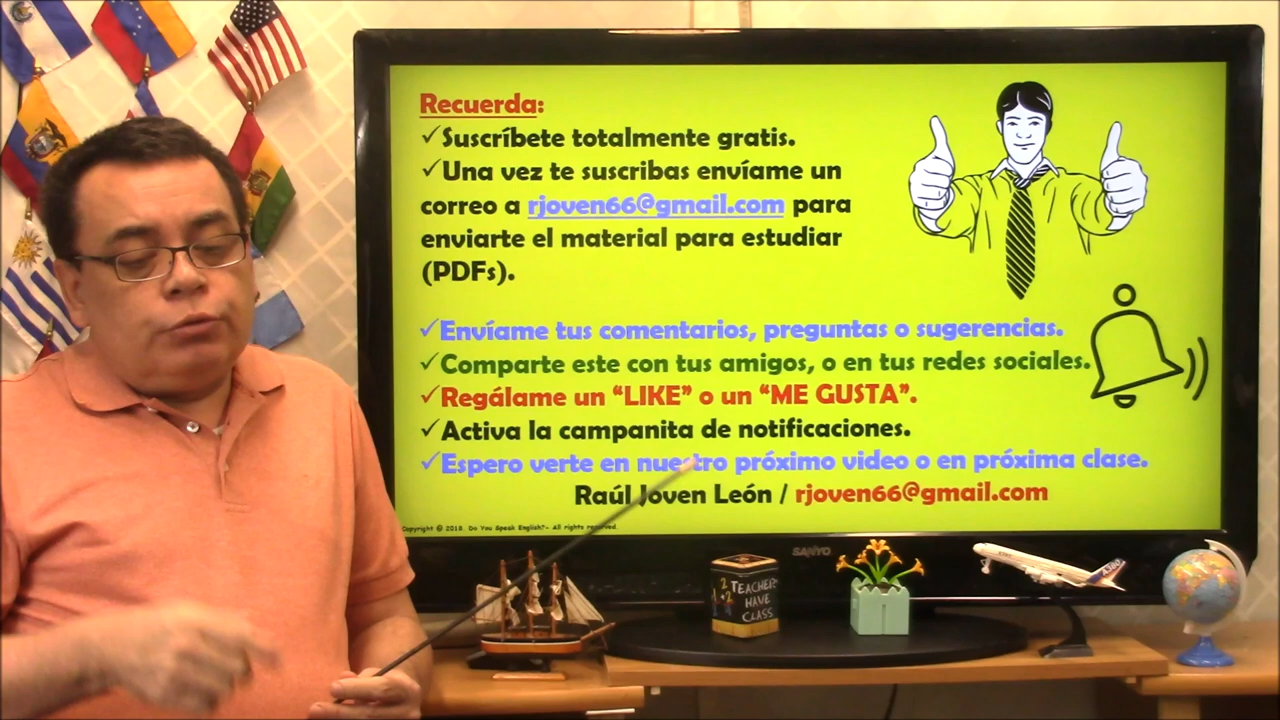 Recuerda:
✓Suscríbete totalmente gratis.
✓Una vez te suscribas envíame un
correo a rjoven66@gmail.com para
enviarte el material para estudiar
(PDFs).
✓Envíame tus comentarios, preguntas o sugerencias.
✓Comparte este con tus amigos, o en tus redes sociales.
✓Regálame un “LIKE” o un “ME GUSTA”.
✓Activa la campanita de notificaciones.
✓Espero verte en nuestro próximo video o en próxima clase.
Raúl Joven León / rjoven66@gmail.com
Copyright © 2018. Do You Speak English?- All rights reserved.
SANYO
TEACHERS
HAVE
CLASS
A380